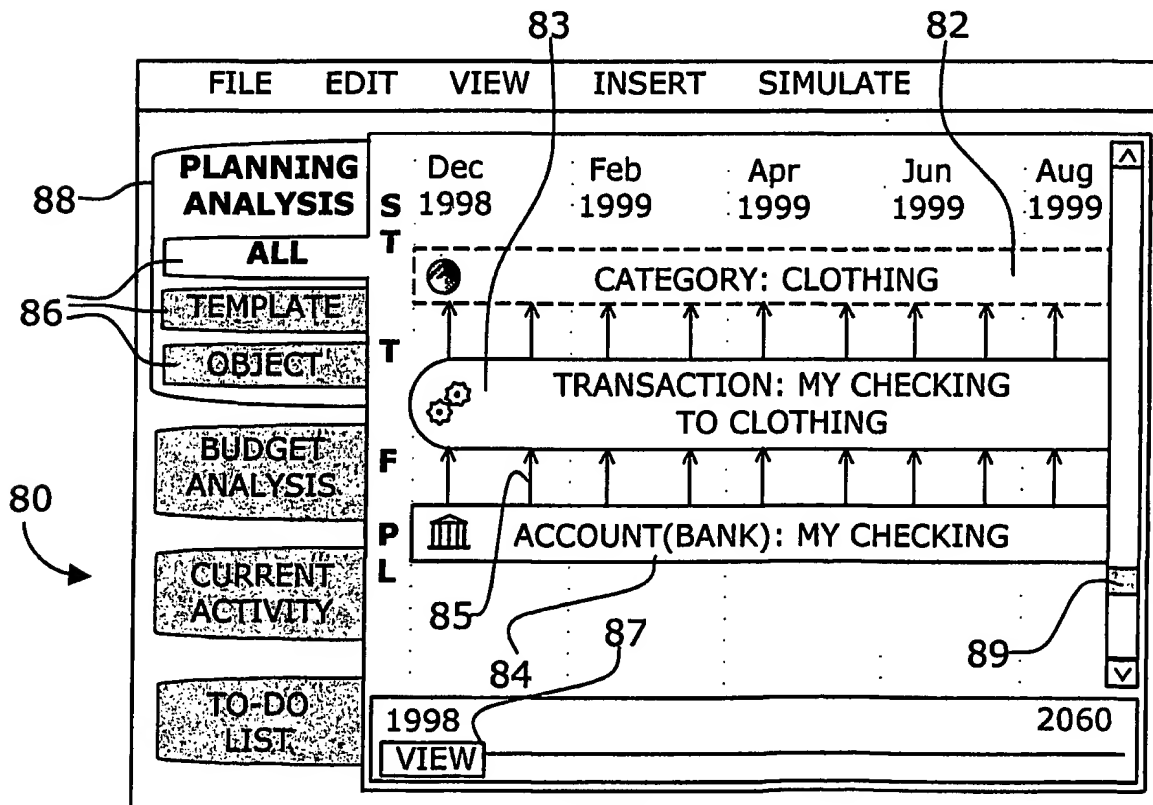 83
82
FILE EDIT VIEW INSERT SIMULATE
88
PLANNING
ANALYSIS
ALL
86
TEMPLATE
OBJECT
BUDGET
ANALYSIS
80
CURRENT
ACTIVITY
TO-DO
LIST
S
T
T
F
P
L
Dec Feb Apr Jun Aug
1998 1999 1999 1999 1999
CATEGORY: CLOTHING
TRANSACTION: MY CHECKING
TO CLOTHING
ACCOUNT(BANK): MY CHECKING
85
87
84
89
1998 2060
VIEW